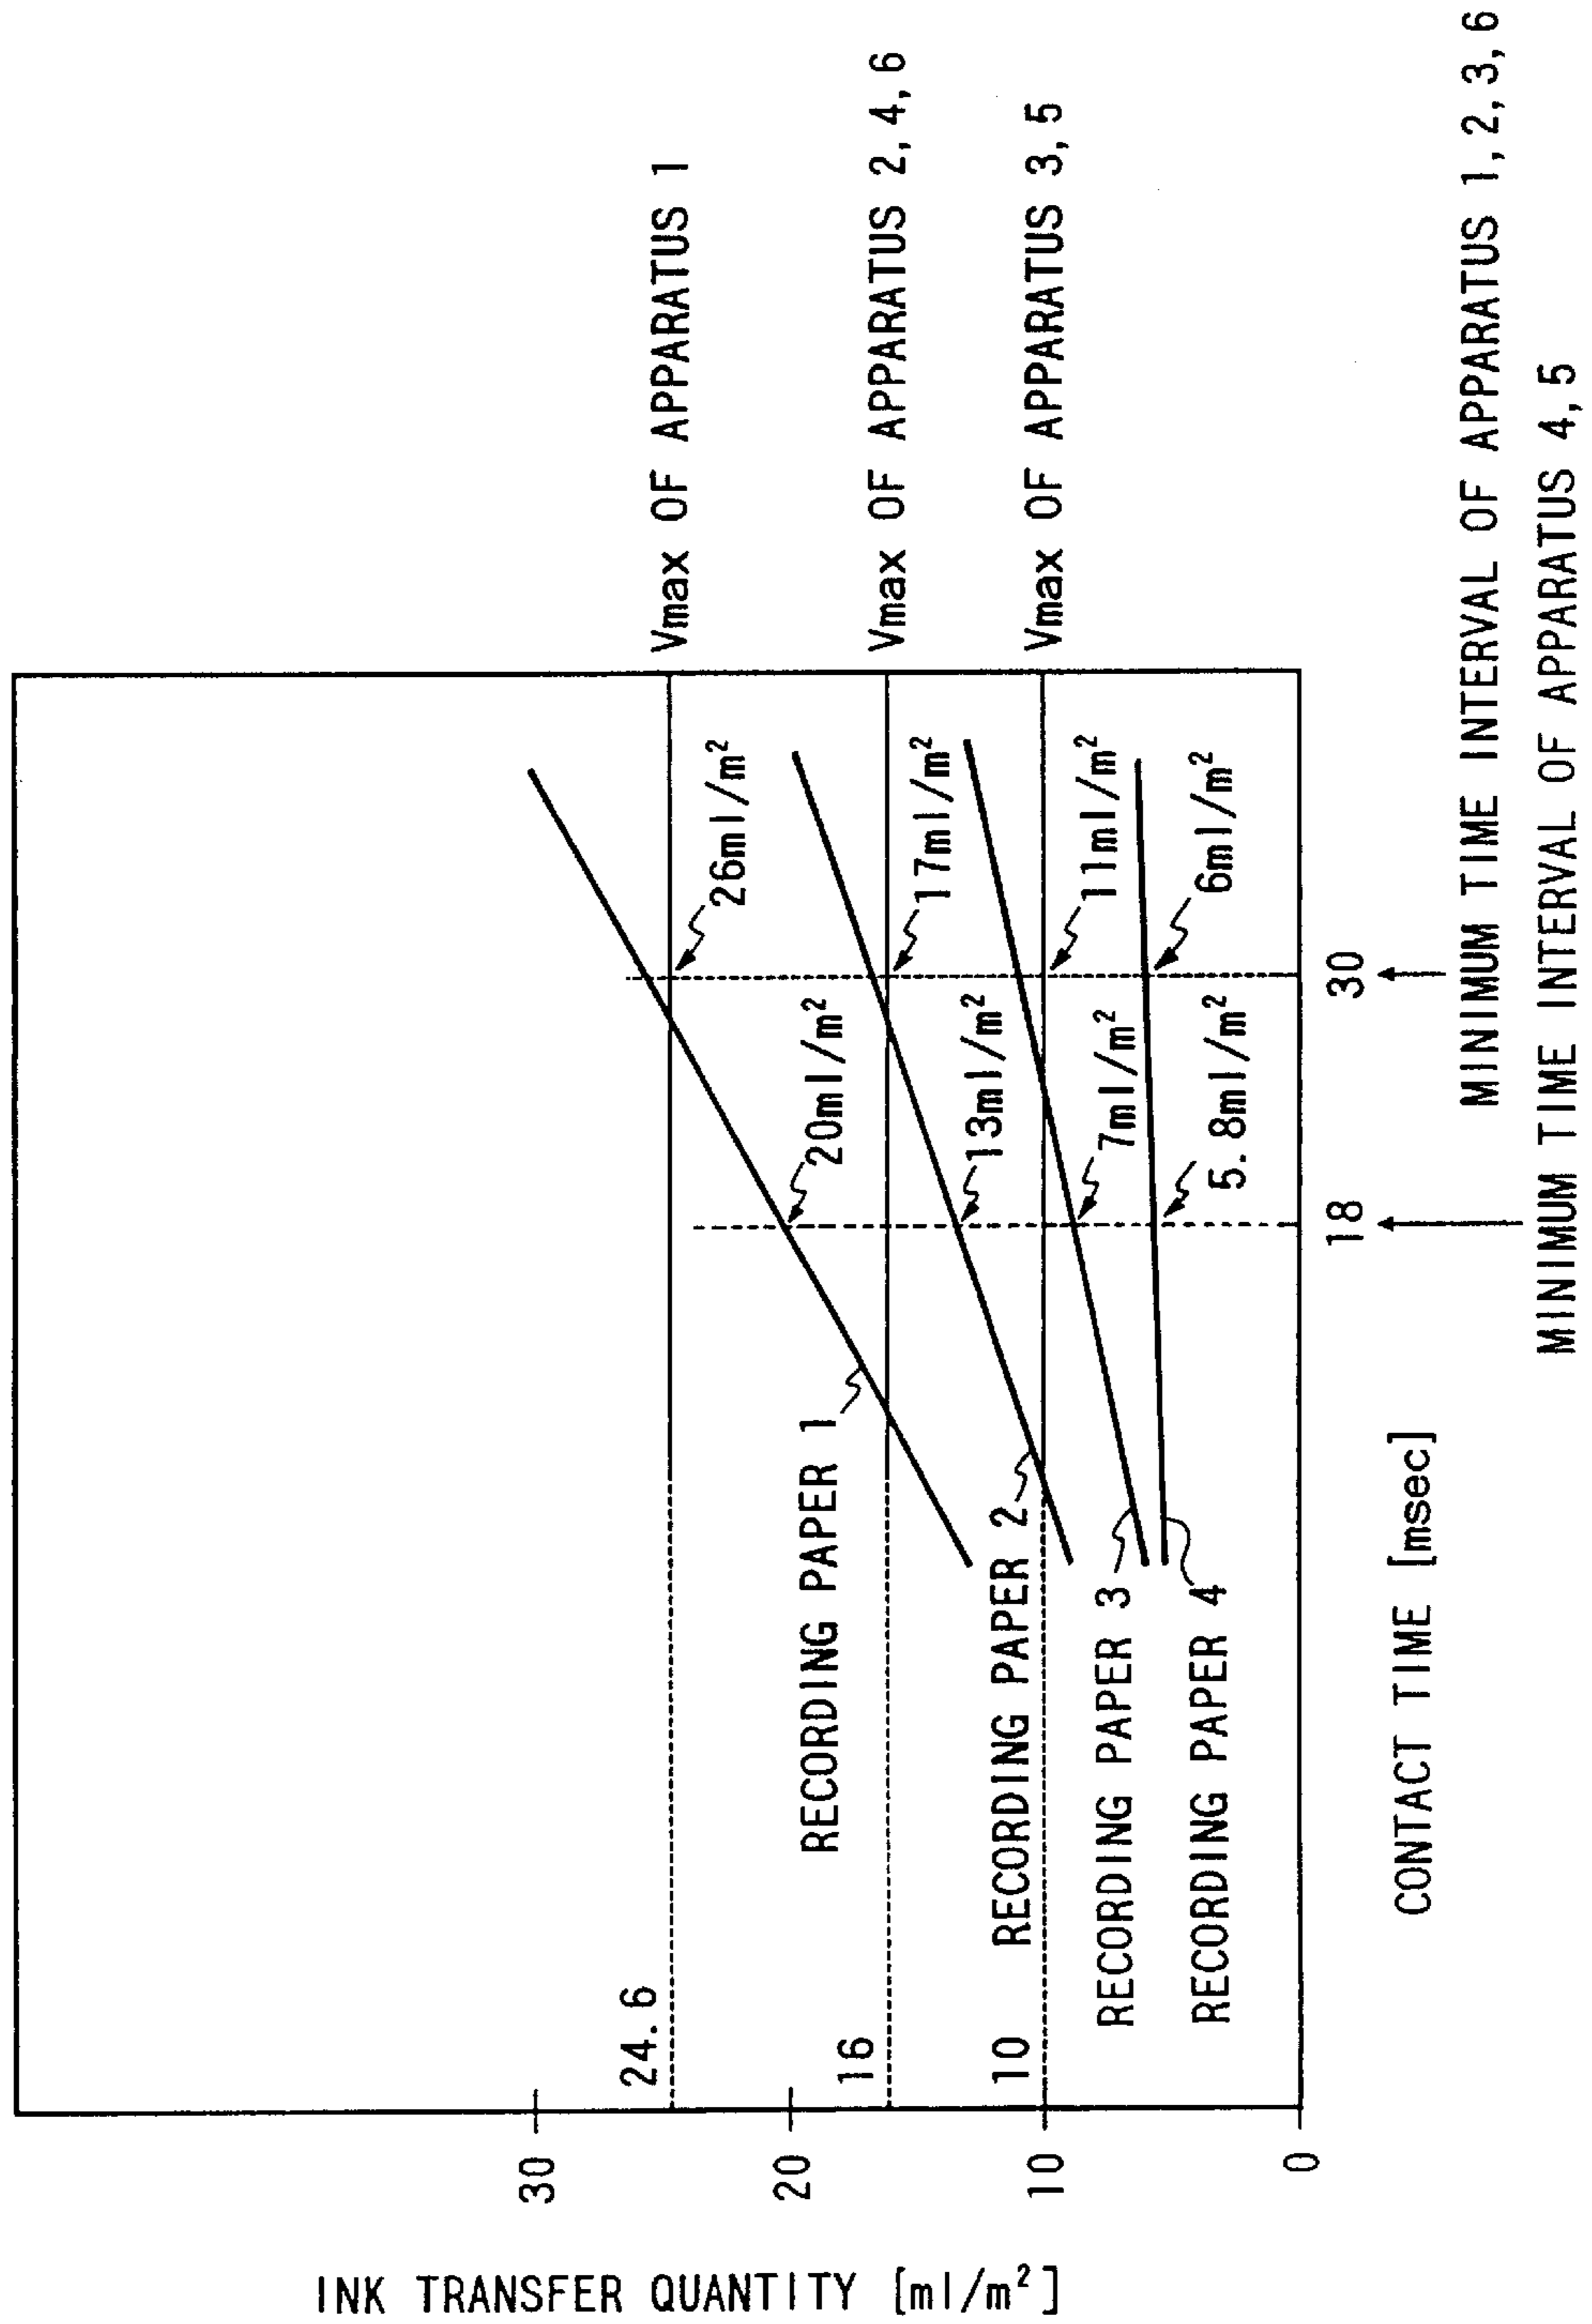 INK TRANSFER QUANTITY [ml/m²]
30
20
10
0
24.6
16
10
Vmax OF APPARATUS 1
Vmax OF APPARATUS 2, 4, 6
Vmax OF APPARATUS 3, 5
RECORDING PAPER 1
RECORDING PAPER 2
RECORDING PAPER 3
RECORDING PAPER 4
20ml/m²
13ml/m²
7ml/m²
5.8ml/m²
26ml/m²
17ml/m²
11ml/m²
6ml/m²
18
30
CONTACT TIME [msec]
MINIMUM TIME INTERVAL OF APPARATUS 1, 2, 3, 6
MINIMUM TIME INTERVAL OF APPARATUS 4, 5